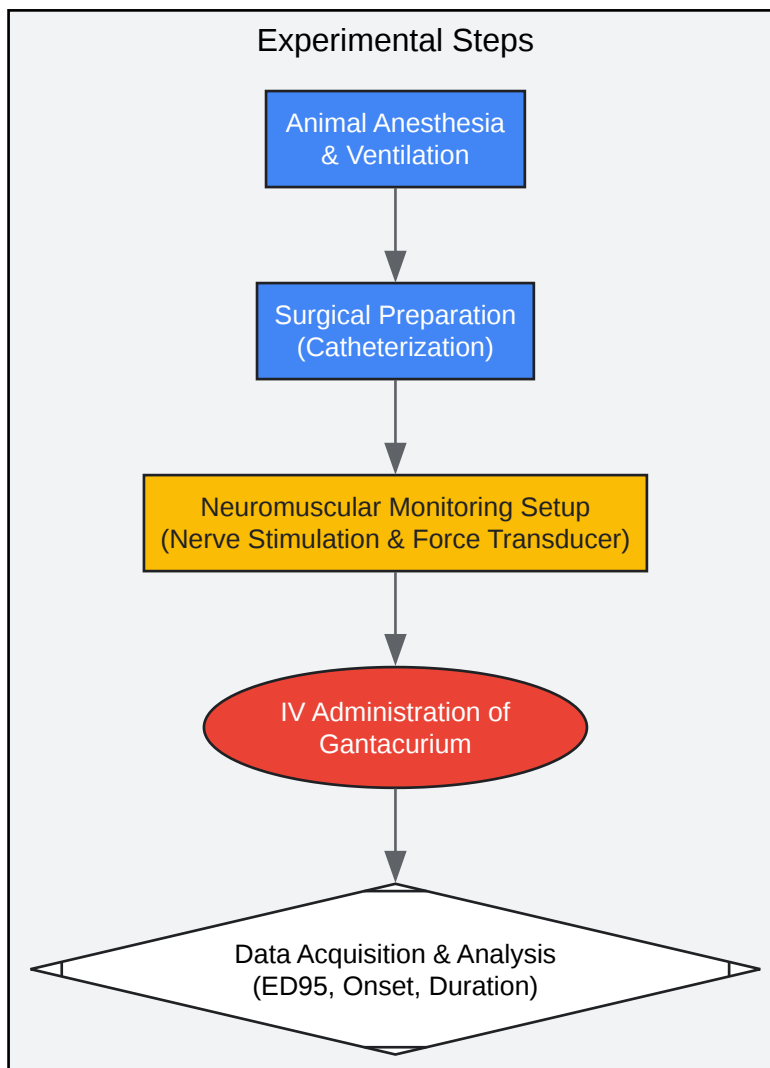 Experimental Steps
Animal Anesthesia
& Ventilation
Surgical Preparation
(Catheterization)
Neuromuscular Monitoring Setup
(Nerve Stimulation & Force Transducer)
IV Administration of
Gantacurium
Data Acquisition & Analysis
(ED95, Onset, Duration)